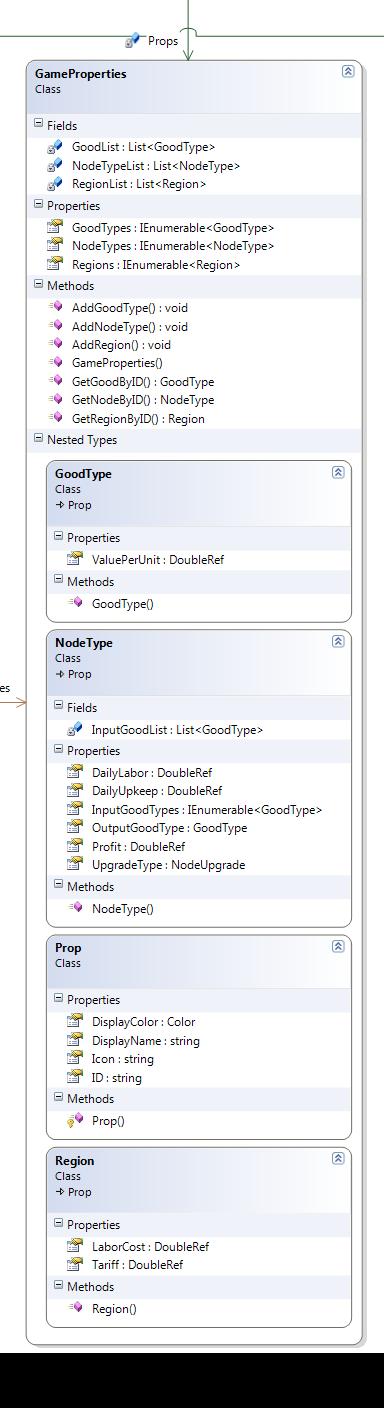 Props
GameProperties
Class
Fields
GoodList : List<GoodType>
NodeTypeList : List<NodeType>
RegionList : List<Region>
Properties
GoodTypes : IEnumerable<GoodType>
NodeTypes : IEnumerable<NodeType>
Regions : IEnumerable<Region>
Methods
AddGoodType() : void
AddNodeType() : void
AddRegion() : void
GameProperties()
GetGoodByID() : GoodType
GetNodeByID() : NodeType
GetRegionByID() : Region
Nested Types
GoodType
Class
Prop
Properties
ValuePerUnit : DoubleRef
Methods
GoodType()
NodeType
Class
Prop
es
Fields
InputGoodList : List<GoodType>
Properties
DailyLabor : DoubleRef
DailyUpkeep : DoubleRef
InputGoodTypes : IEnumerable<GoodType>
OutputGoodType : GoodType
Profit : DoubleRef
UpgradeType : NodeUpgrade
Methods
NodeType()
Prop
Class
Properties
DisplayColor : Color
DisplayName : string
Icon : string
ID : string
Methods
Prop()
Region
Class
Prop
Properties
LaborCost : DoubleRef
Tariff : DoubleRef
Methods
Region()